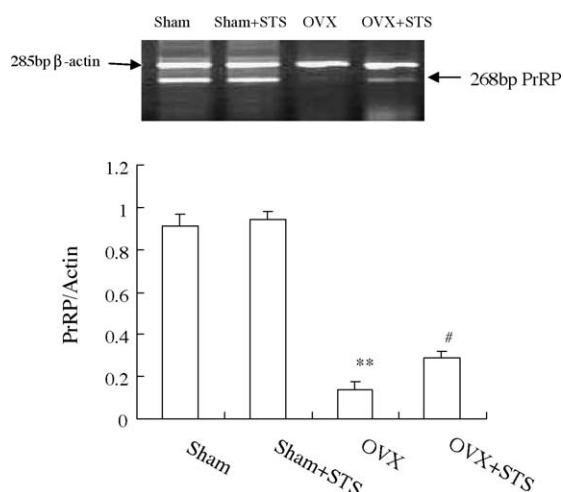 Sham Sham+STS OVX OVX+STS
285bp β-actin
268bp PrRP
1.2
1
0.8
0.6
0.4
0.2
0
PrRP/Actin
**
#
Sham
Sham+STS
OVX
OVX+STS